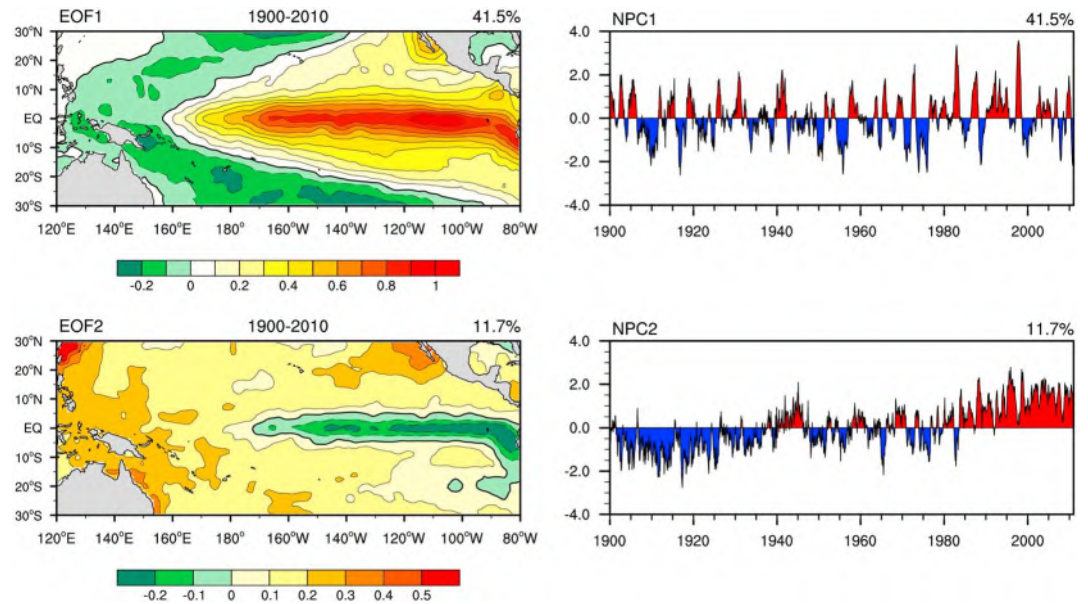 EOF1 1900-2010 41.5%
30°N
20°N
10°N
EQ
10°S
20°S
30°S
120°E 140°E 160°E 180° 160°W 140°W 120°W 100°W 80°W
-0.2 0 0.2 0.4 0.6 0.8 1
NPC1 41.5%
4.0
2.0
0.0
-2.0
-4.0
1900 1920 1940 1960 1980 2000
EOF2 1900-2010 11.7%
30°N
20°N
10°N
EQ
10°S
20°S
30°S
120°E 140°E 160°E 180° 160°W 140°W 120°W 100°W 80°W
-0.2 -0.1 0 0.1 0.2 0.3 0.4 0.5
NPC2 11.7%
4.0
2.0
0.0
-2.0
-4.0
1900 1920 1940 1960 1980 2000